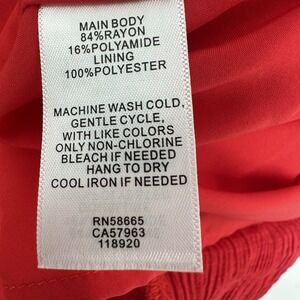 MAIN BODY
84%RAYON
16%POLYAMIDE
LINING
100%POLYESTER
MACHINE WASH COLD,
GENTLE CYCLE,
WITH LIKE COLORS
ONLY NON-CHLORINE
BLEACH IF NEEDED
HANG TO DRY
COOL IRON IF NEEDED
RN58665
CA57963
118920